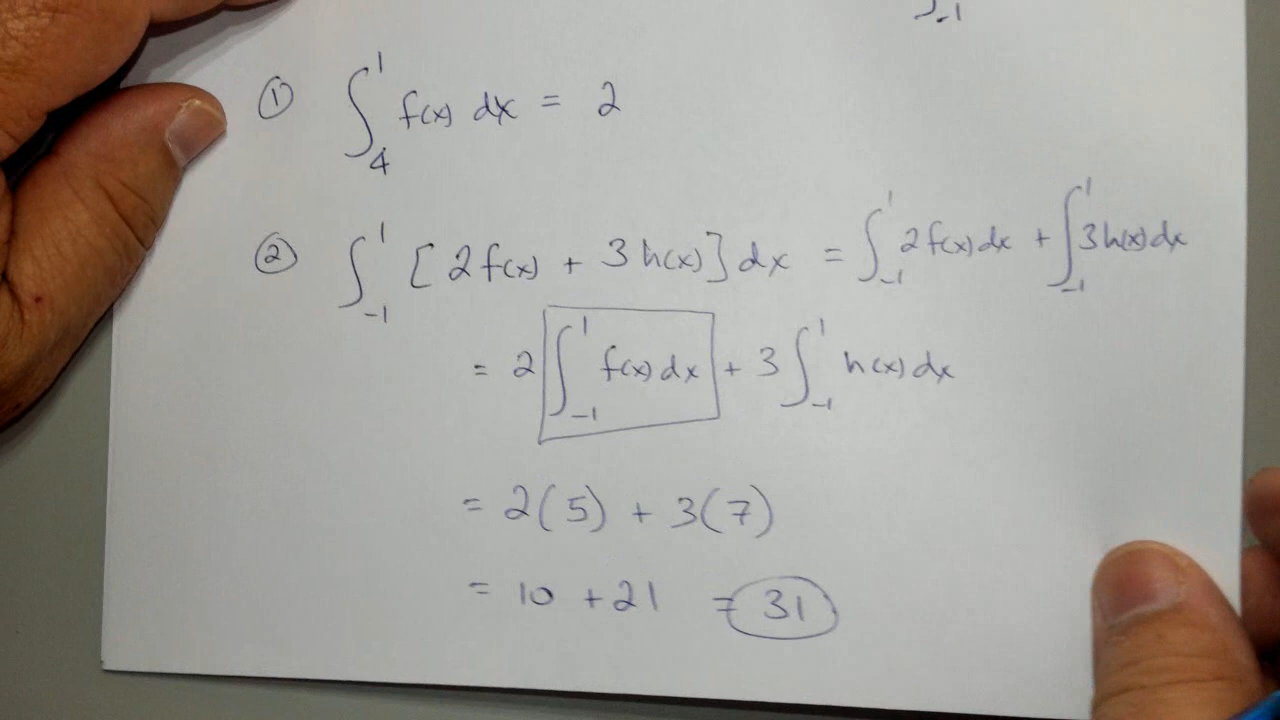 ∫₋₁
① ∫₄¹ f(x) dx = 2
② ∫₋₁¹ [2f(x) + 3h(x)] dx = ∫₋₁¹ 2f(x) dx + ∫₋₁¹ 3h(x) dx
= 2 ∫₋₁¹ f(x) dx + 3 ∫₋₁¹ h(x) dx
= 2(5) + 3(7)
= 10 + 21 = 31